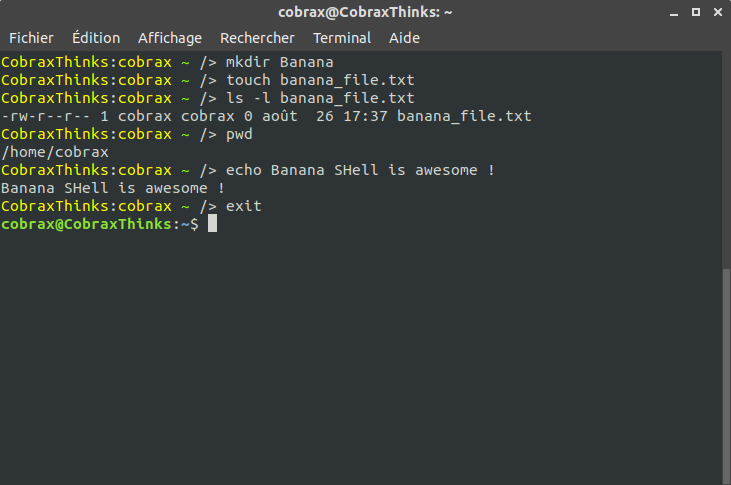 cobrax@CobraxThinks: ~
Fichier Édition Affichage Rechercher Terminal Aide
CobraxThinks:cobrax ~ /> mkdir Banana
CobraxThinks:cobrax ~ /> touch banana_file.txt
CobraxThinks:cobrax ~ /> ls -l banana_file.txt
-rw-r--r-- 1 cobrax cobrax 0 août  26 17:37 banana_file.txt
CobraxThinks:cobrax ~ /> pwd
/home/cobrax
CobraxThinks:cobrax ~ /> echo Banana SHell is awesome !
Banana SHell is awesome !
CobraxThinks:cobrax ~ /> exit
cobrax@CobraxThinks:~$